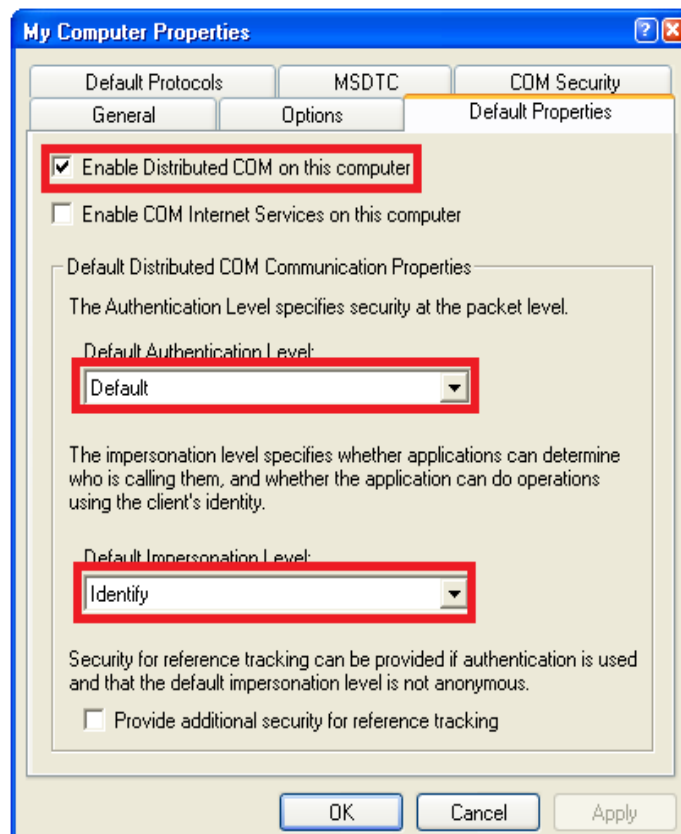 My Computer Properties
Default Protocols
MSDTC
COM Security
General
Options
Default Properties
Enable Distributed COM on this computer
Enable COM Internet Services on this computer
Default Distributed COM Communication Properties
The Authentication Level specifies security at the packet level.
Default Authentication Level:
Default
The impersonation level specifies whether applications can determine
who is calling them, and whether the application can do operations
using the client's identity.
Default Impersonation Level:
Identify
Security for reference tracking can be provided if authentication is used
and that the default impersonation level is not anonymous.
Provide additional security for reference tracking
OK
Cancel
Apply